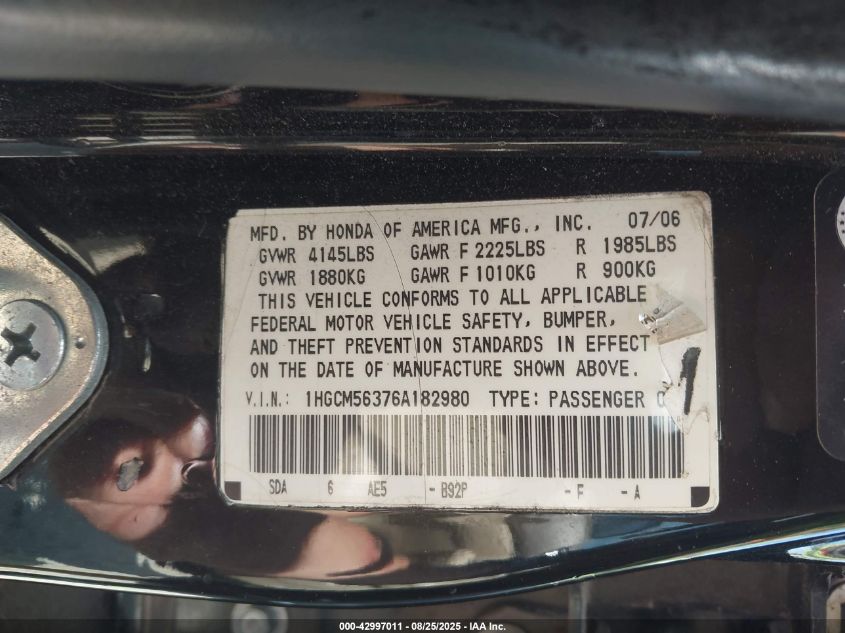 MFD. BY HONDA OF AMERICA MFG., INC. 07/06
GVWR 4145LBS GAWR F 2225LBS R 1985LBS
GVWR 1880KG GAWR F 1010KG R 900KG
THIS VEHICLE CONFORMS TO ALL APPLICABLE
FEDERAL MOTOR VEHICLE SAFETY, BUMPER,
AND THEFT PREVENTION STANDARDS IN EFFECT
ON THE DATE OF MANUFACTURE SHOWN ABOVE.
V.I.N.: 1HGCM56376A182980 TYPE: PASSENGER
SDA 6 AE5 - B92P - F - A
000-42997011 - 08/25/2025 - IAA Inc.